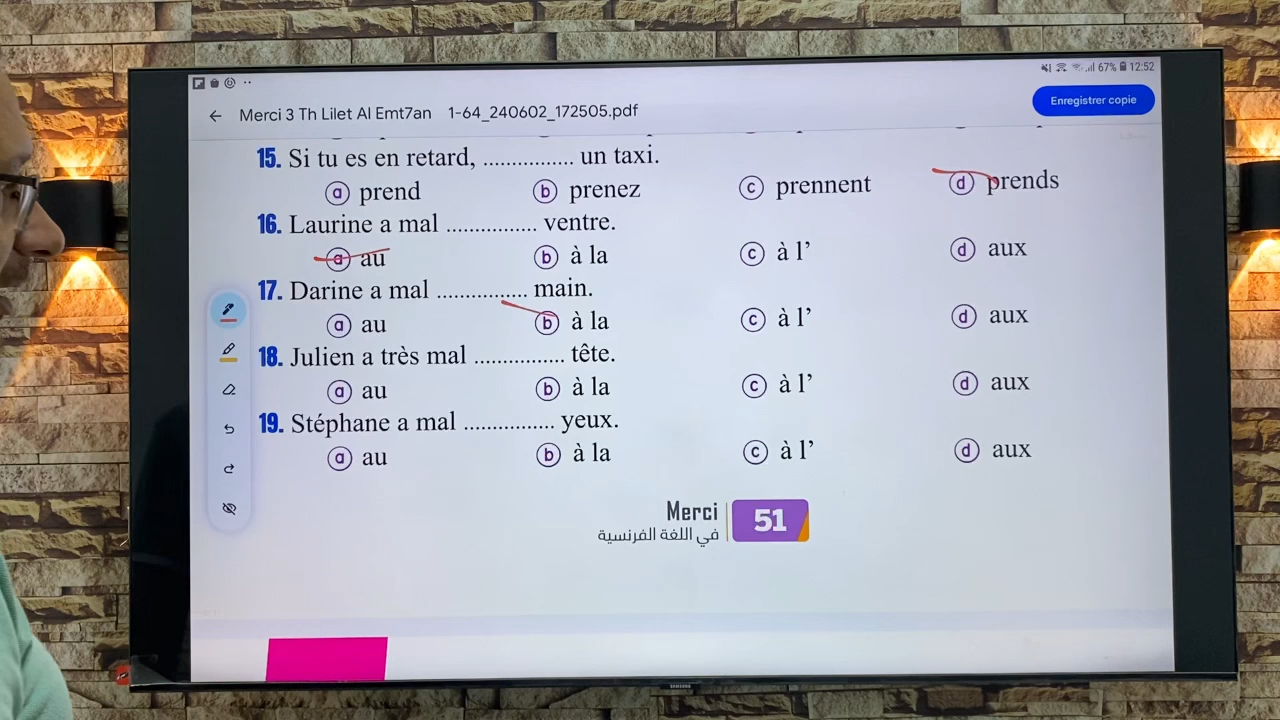 67% 12:52
Merci 3 Th Lilet Al Emt7an 1-64_240602_172505.pdf
Enregistrer copie
15. Si tu es en retard, ................ un taxi.
a prend b prenez c prennent d prends
16. Laurine a mal ................ ventre.
a au b à la c à l’ d aux
17. Darine a mal ................ main.
a au b à la c à l’ d aux
18. Julien a très mal ................ tête.
a au b à la c à l’ d aux
19. Stéphane a mal ................ yeux.
a au b à la c à l’ d aux
Merci
في اللغة الفرنسية
51
SAMSUNG